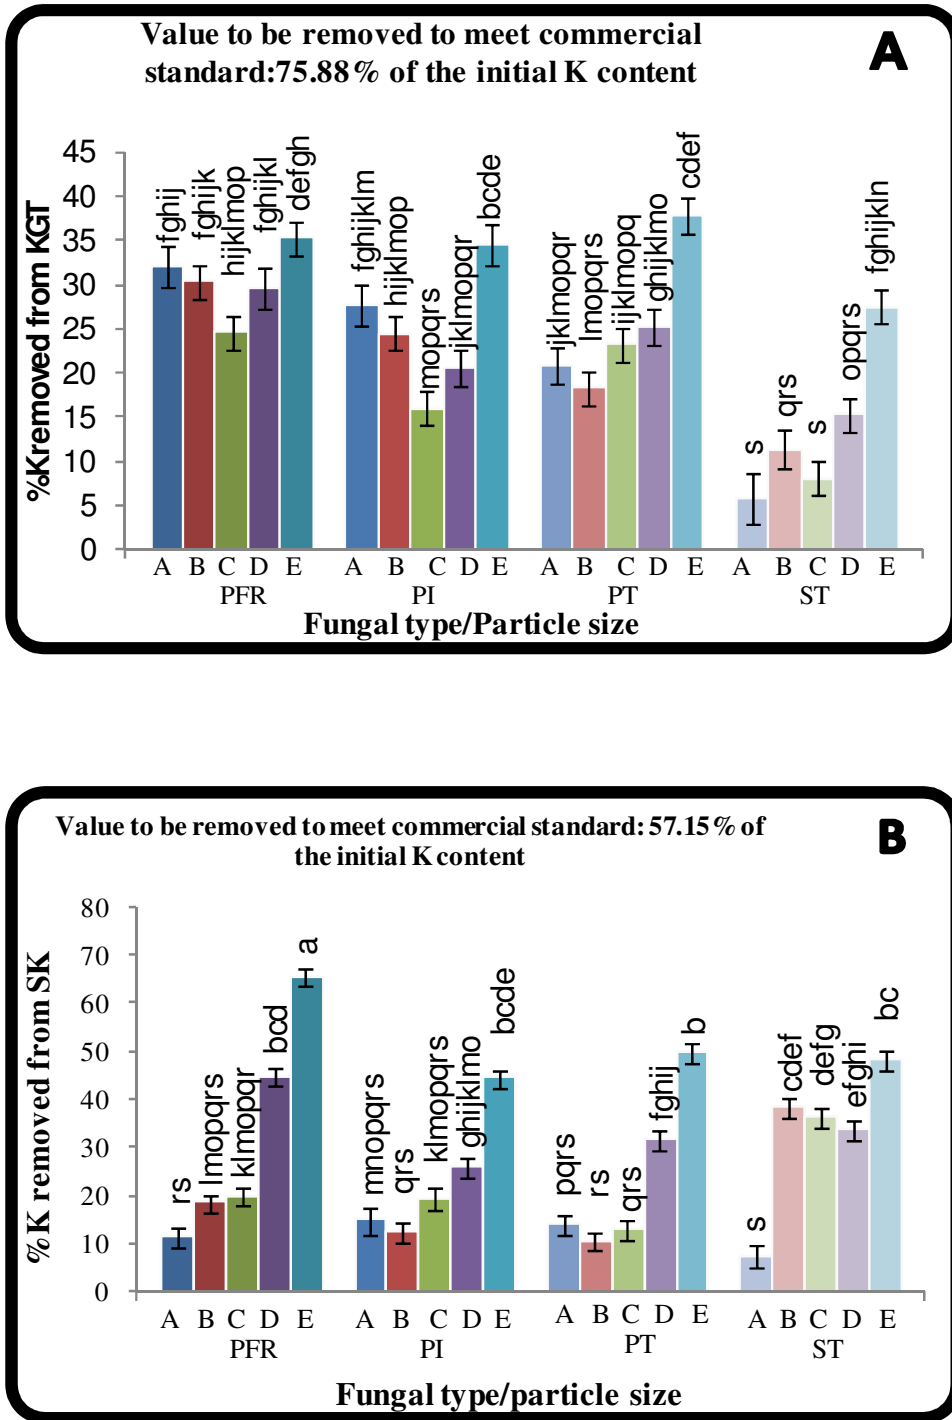 Value to be removed to meet commercial
standard:75.88% of the initial K content
A
%Kremoved from KGT
45
40
35
30
25
20
15
10
5
0
fghij
fghijk
hijklmop
fghijkl
defgh
fghijklm
hijklmop
mopqrs
jklmopqr
bcde
jklmopqr
lmopqrs
ijklmopq
ghijklmo
cdef
s
qrs
s
opqrs
fghijkln
A B C D E A B C D E A B C D E A B C D E
PFR PI PT ST
Fungal type/Particle size
Value to be removed to meet commercial standard: 57.15% of
the initial K content
B
% K removed from SK
80
70
60
50
40
30
20
10
0
rs
lmopqrs
klmopqr
bcd
a
mnopqrs
qrs
klmopqrs
ghijklmo
bcde
pqrs
rs
qrs
fghij
b
s
cdef
defg
efghi
bc
A B C D E A B C D E A B C D E A B C D E
PFR PI PT ST
Fungal type/particle size